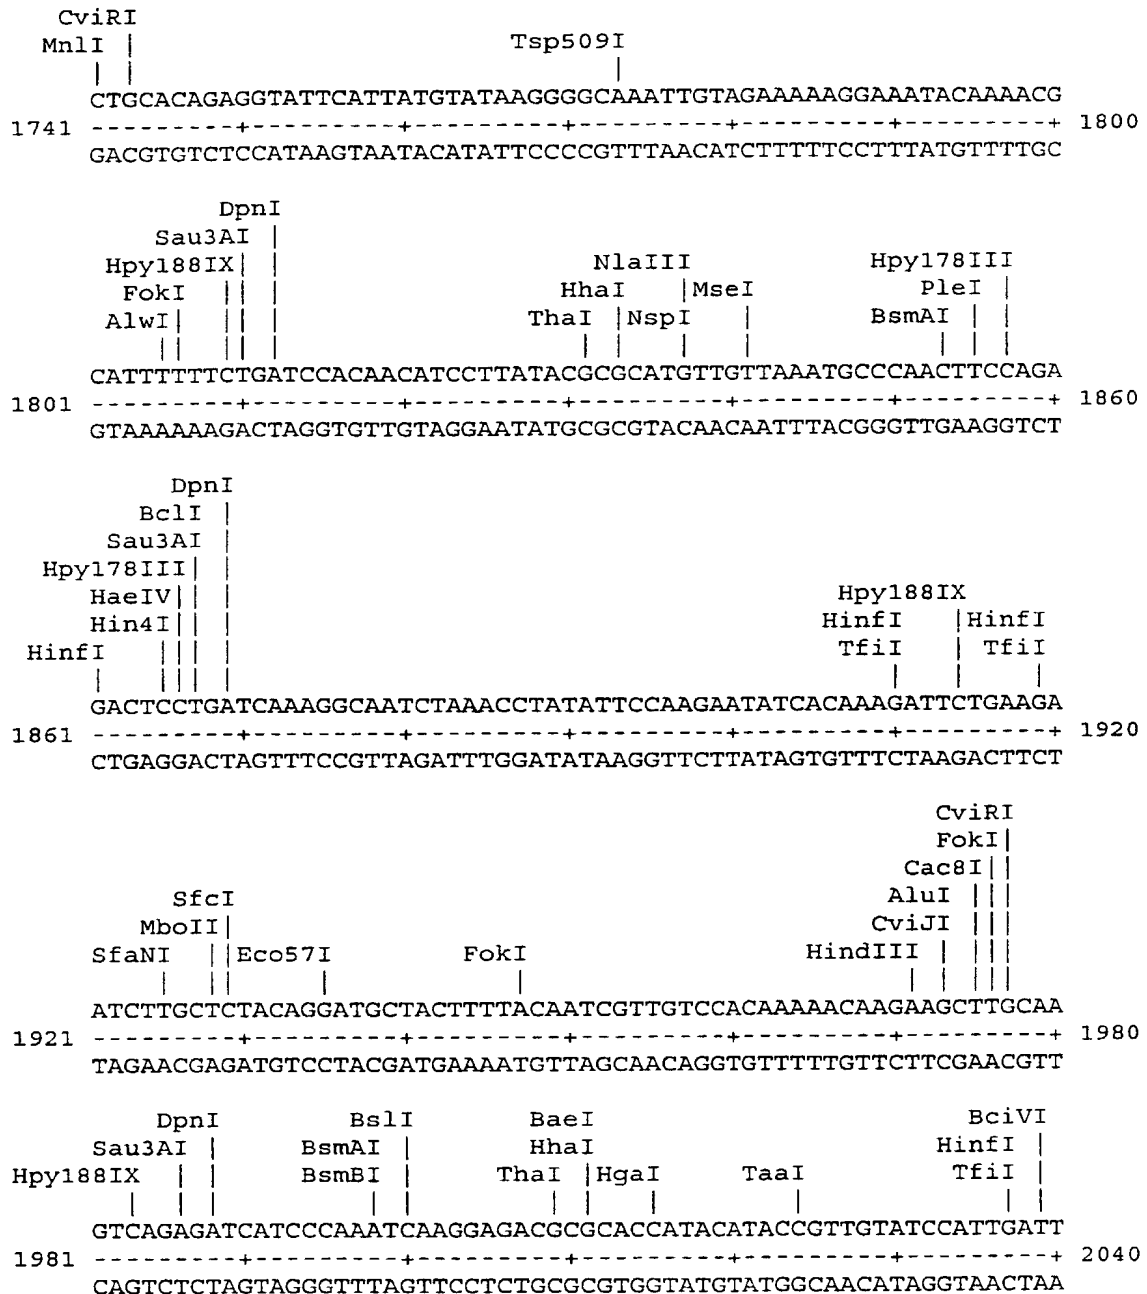 CviRI
MnlI |
Tsp509I
| | |
CTGCACAGAGGTATTCATTATGTATAAGGGGCAAATTGTAGAAAAAGGAAATACAAAACG
1741 ---------+---------+---------+---------+---------+---------+ 1800
GACGTGTCTCCATAAGTAATACATATTCCCCGTTTAACATCTTTTTCCTTTATGTTTTGC
DpnI
Sau3AI |
Hpy188IX| | NlaIII Hpy178III
FokI || | HhaI |MseI PleI |
AlwI| || | ThaI |NspI | BsmAI | |
|| || | | | | | | | |
CATTTTTTCTGATCCACAACATCCTTATACGCGCATGTTGTTAAATGCCCAACTTCCAGA
1801 ---------+---------+---------+---------+---------+---------+ 1860
GTAAAAAAGACTAGGTGTTGTAGGAATATGCGCGTACAACAATTTACGGGTTGAAGGTCT
DpnI
BclI |
Sau3AI |
Hpy178III| |
HaeIV|| | Hpy188IX
Hin4I||| | HinfI |HinfI
HinfI |||| | TfiI | TfiI
| |||| | | | |
GACTCCTGATCAAAGGCAATCTAAACCTATATTCCAAGAATATCACAAAGATTCTGAAGA
1861 ---------+---------+---------+---------+---------+---------+ 1920
CTGAGGACTAGTTTCCGTTAGATTTGGATATAAGGTTCTTATAGTGTTTCTAAGACTTCT
CviRI
FokI|
Cac8I||
SfcI AluI |||
MboII | CviJI |||
SfaNI ||Eco57I FokI HindIII | |||
| || | | | | |||
ATCTTGCTCTACAGGATGCTACTTTTACAATCGTTGTCCACAAAAACAAGAAGCTTGCAA
1921 ---------+---------+---------+---------+---------+---------+ 1980
TAGAACGAGATGTCCTACGATGAAAATGTTAGCAACAGGTGTTTTTGTTCTTCGAACGTT
DpnI BslI BaeI BciVI
Sau3AI | BsmAI | HhaI HinfI |
Hpy188IX | | BsmBI | ThaI |HgaI TaaI TfiI |
| | | | | | | | | | |
GTCAGAGATCATCCCAAATCAAGGAGACGCGCACCATACATACCGTTGTATCCATTGATT
1981 ---------+---------+---------+---------+---------+---------+ 2040
CAGTCTCTAGTAGGGTTTAGTTCCTCTGCGCGTGGTATGTATGGCAACATAGGTAACTAA